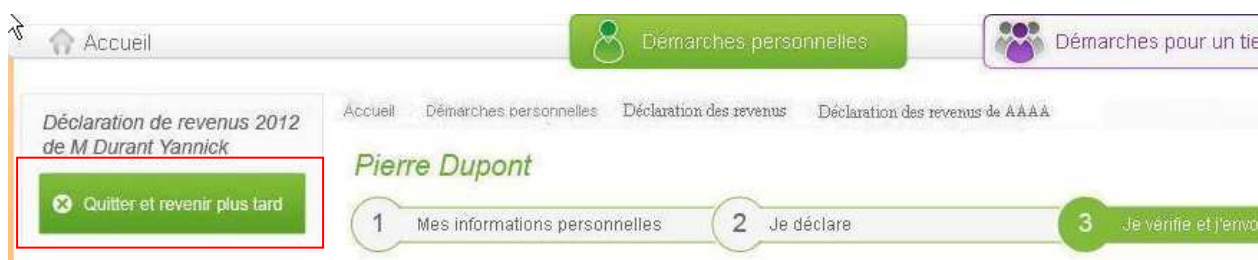 Accueil
Démarches personnelles
Démarches pour un tie
Déclaration de revenus 2012
de M Durant Yannick
Quitter et revenir plus tard
Accueil Démarches personnelles Déclaration des revenus Déclaration des revenus de AAAA
Pierre Dupont
1 Mes informations personnelles
2 Je déclare
3 Je vérifie et j'envo